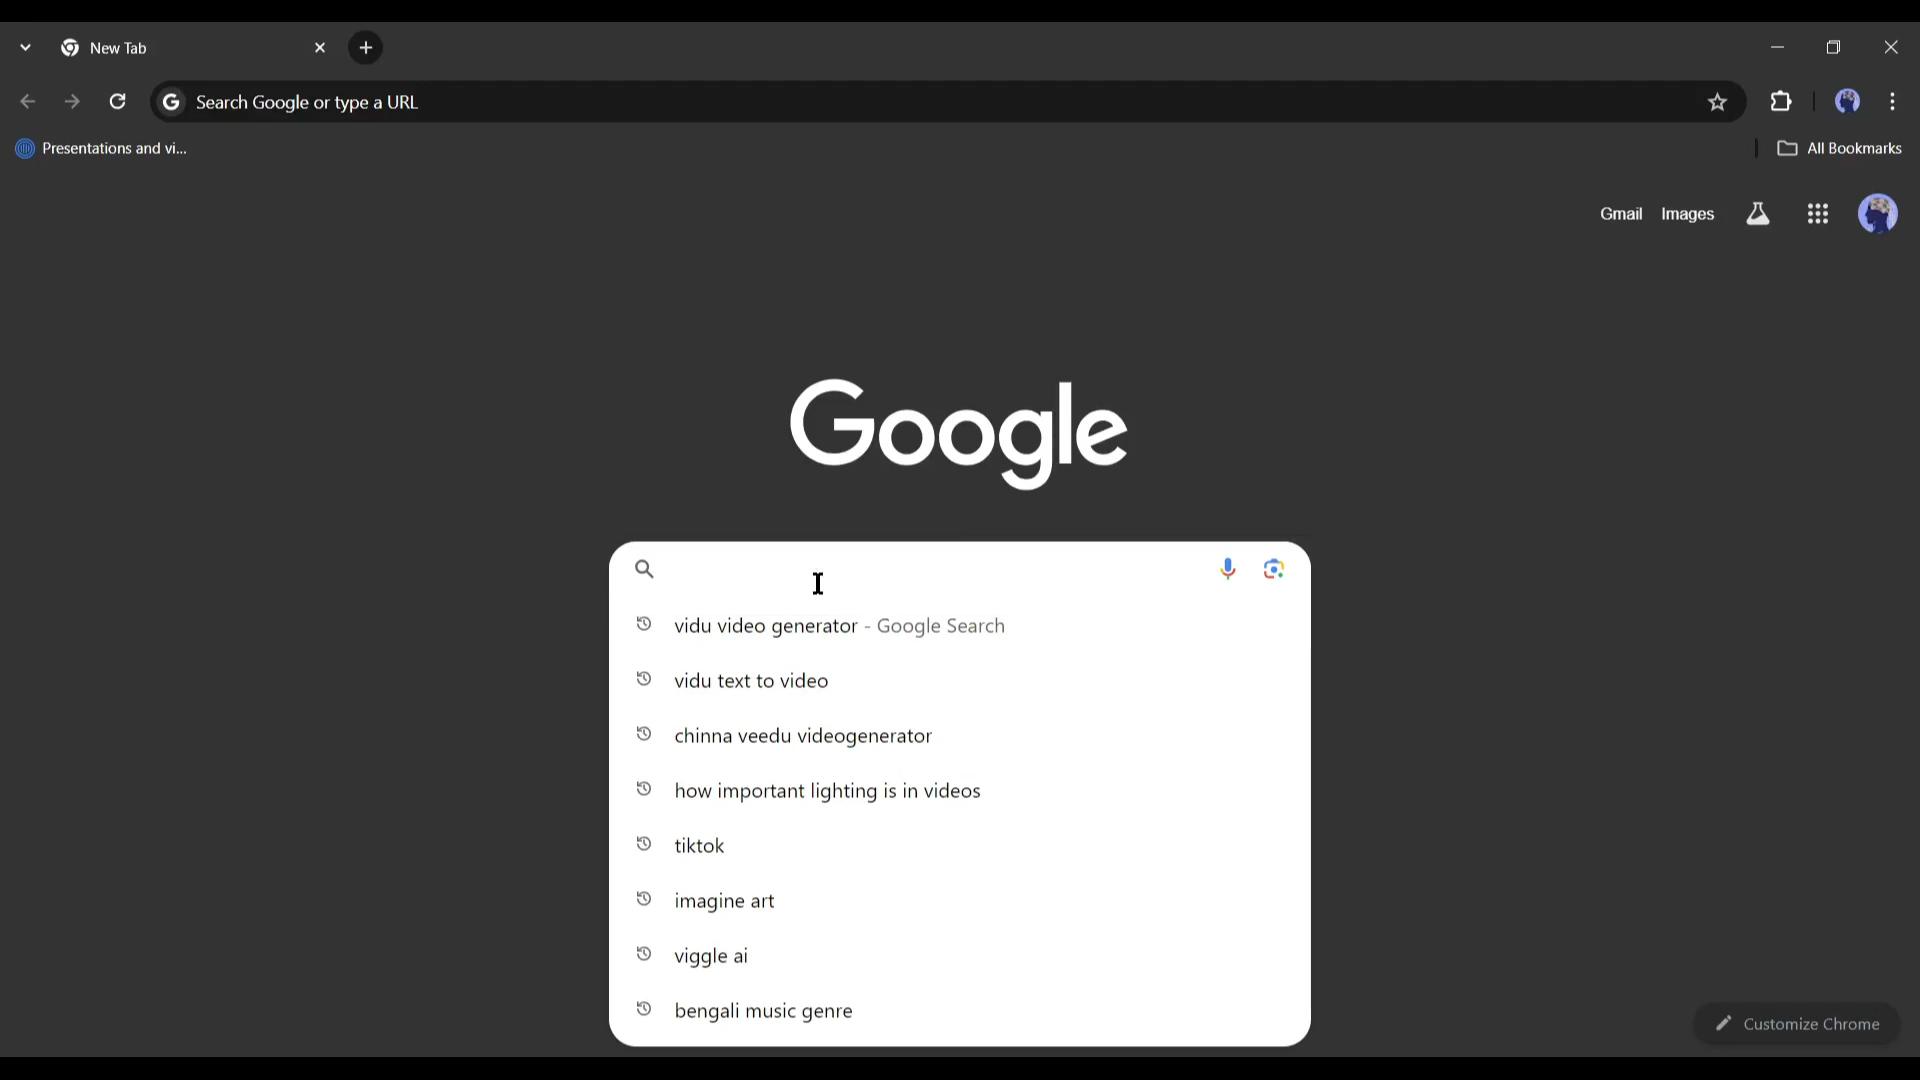 New Tab
Search Google or type a URL
Presentations and vi...
All Bookmarks
Gmail Images
Google
vidu video generator - Google Search
vidu text to video
chinna veedu videogenerator
how important lighting is in videos
tiktok
imagine art
viggle ai
bengali music genre
Customize Chrome